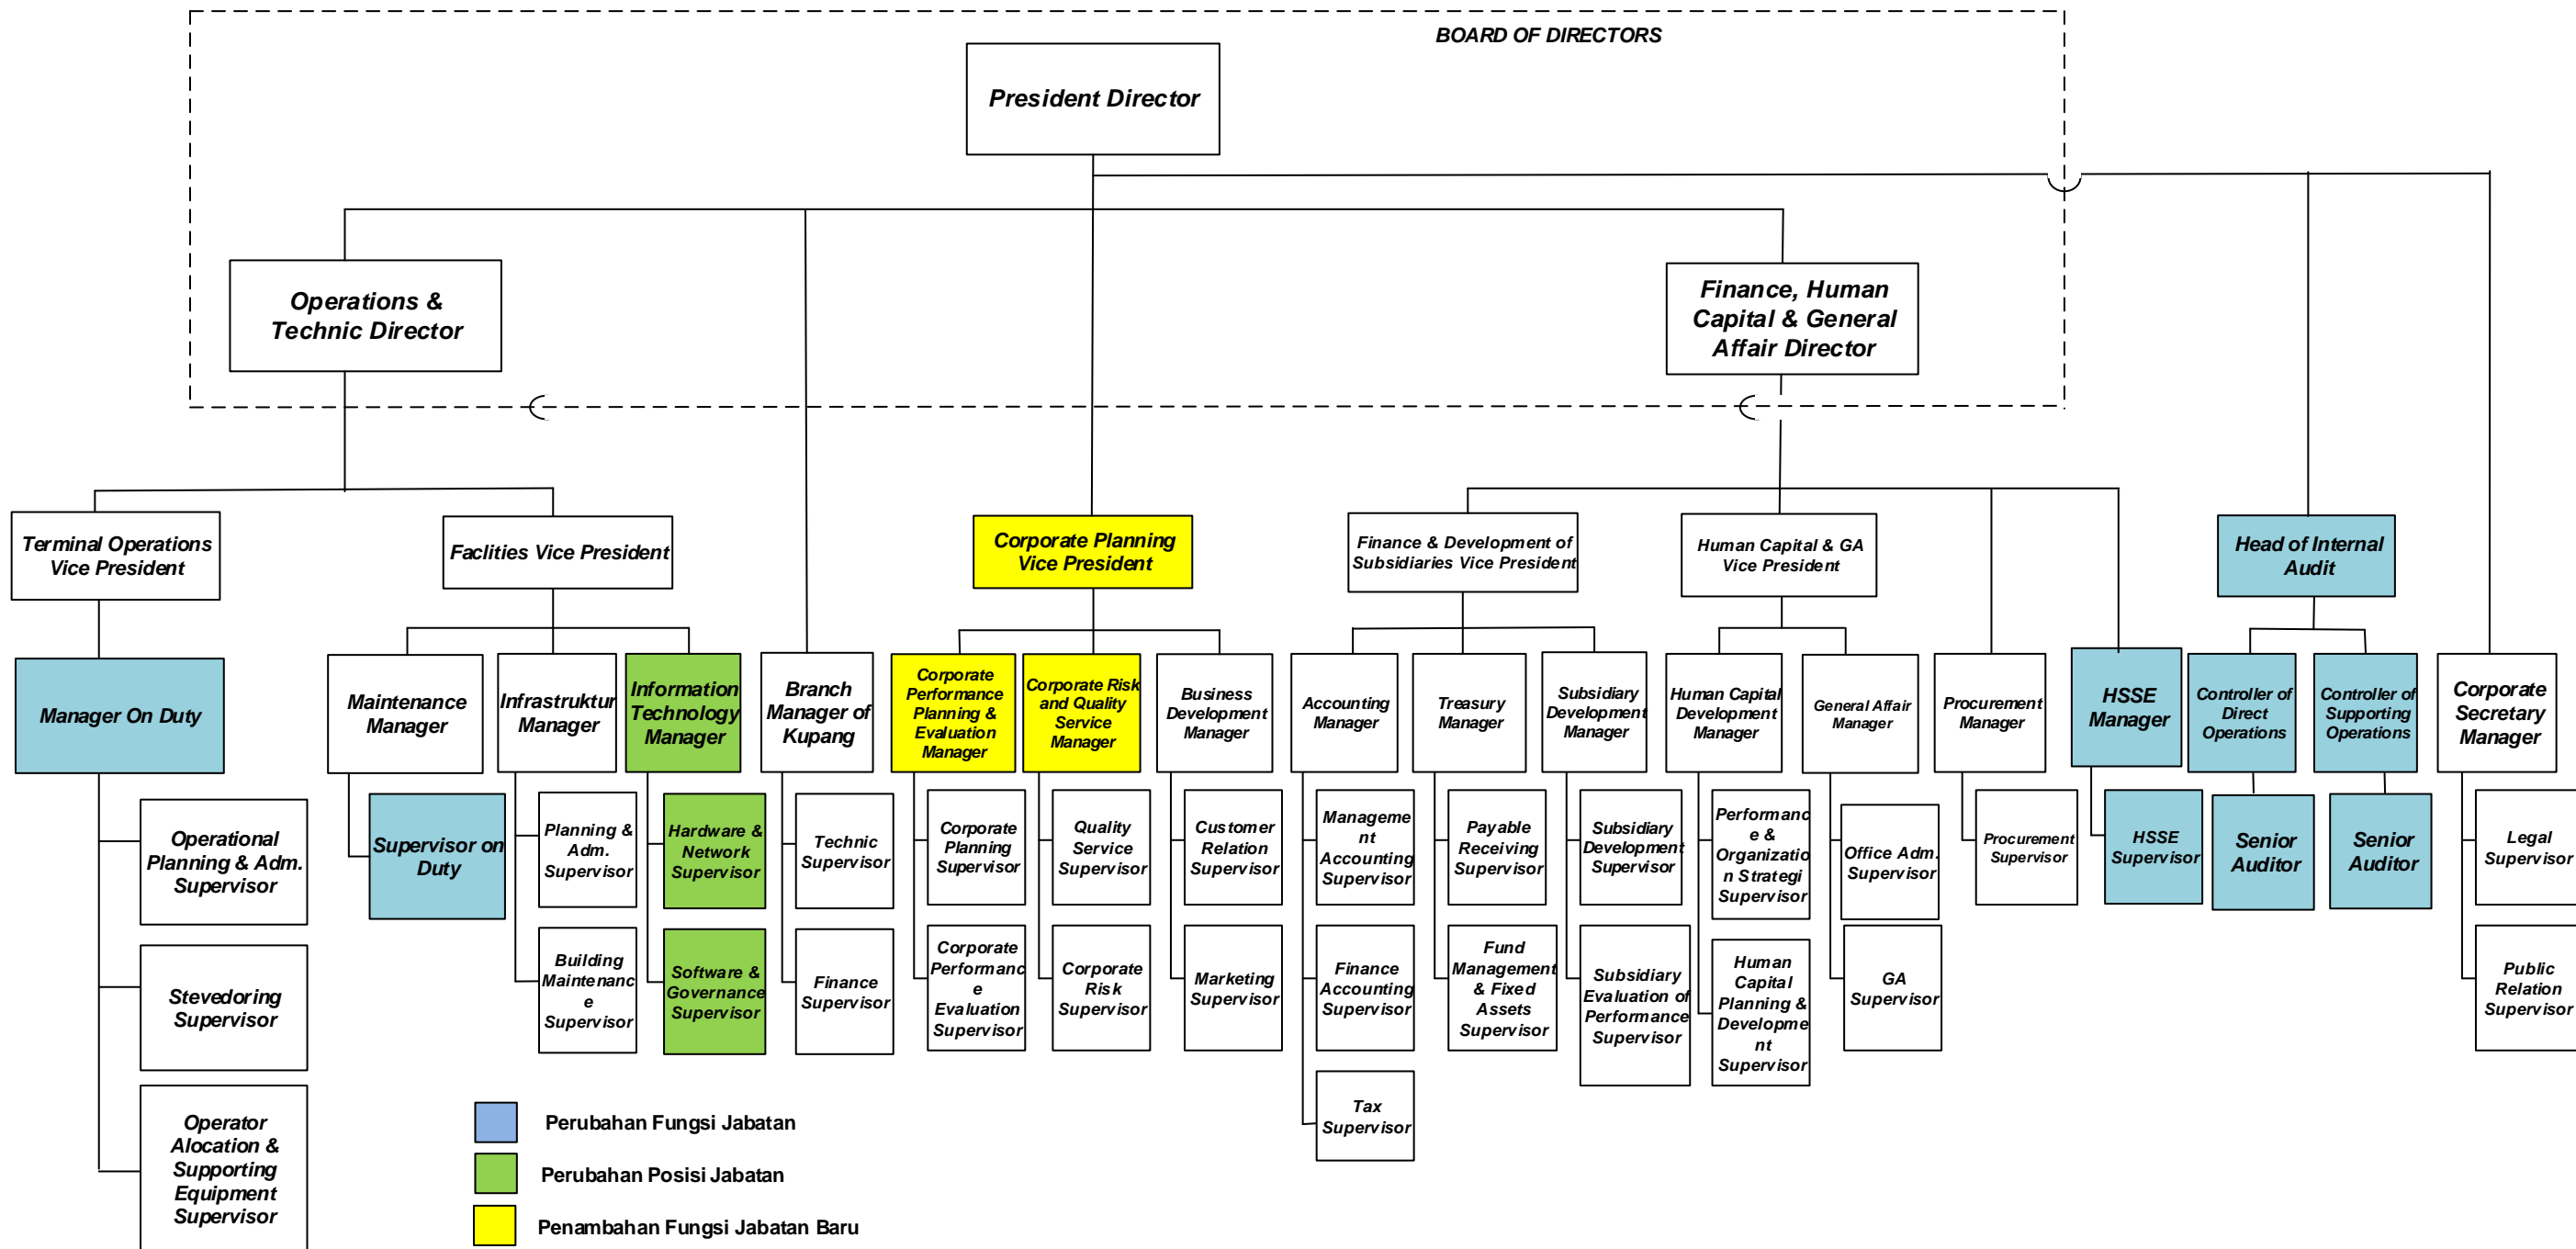 BOARD OF DIRECTORS
President Director
Operations &
Technic Director
Finance, Human
Capital & General
Affair Director
Terminal Operations
Vice President
Faclities Vice President
Corporate Planning
Vice President
Finance & Development of
Subsidiaries Vice President
Human Capital & GA
Vice President
Head of Internal
Audit
Manager On Duty
Maintenance
Manager
Infrastruktur
Manager
Information
Technology
Manager
Branch
Manager of
Kupang
Corporate
Performance
Planning &
Evaluation
Manager
Corporate Risk
and Quality
Service
Manager
Business
Development
Manager
Accounting
Manager
Treasury
Manager
Subsidiary
Development
Manager
Human Capital
Development
Manager
General Affair
Manager
Procurement
Manager
HSSE
Manager
Controller of
Direct
Operations
Controller of
Supporting
Operations
Corporate
Secretary
Manager
Operational
Planning & Adm.
Supervisor
Supervisor on
Duty
Planning &
Adm.
Supervisor
Hardware &
Network
Supervisor
Technic
Supervisor
Corporate
Planning
Supervisor
Quality
Service
Supervisor
Customer
Relation
Supervisor
Manageme
nt
Accounting
Supervisor
Payable
Receiving
Supervisor
Subsidiary
Development
Supervisor
Performanc
e &
Organizatio
n Strategi
Supervisor
Office Adm.
Supervisor
Procurement
Supervisor
HSSE
Supervisor
Senior
Auditor
Senior
Auditor
Legal
Supervisor
Stevedoring
Supervisor
Building
Maintenanc
e
Supervisor
Software &
Governance
Supervisor
Finance
Supervisor
Corporate
Performanc
e
Evaluation
Supervisor
Corporate
Risk
Supervisor
Marketing
Supervisor
Finance
Accounting
Supervisor
Fund
Management
& Fixed
Assets
Supervisor
Subsidiary
Evaluation of
Performance
Supervisor
Human
Capital
Planning &
Developme
nt
Supervisor
GA
Supervisor
Public
Relation
Supervisor
Operator
Alocation &
Supporting
Equipment
Supervisor
Tax
Supervisor
Perubahan Fungsi Jabatan
Perubahan Posisi Jabatan
Penambahan Fungsi Jabatan Baru